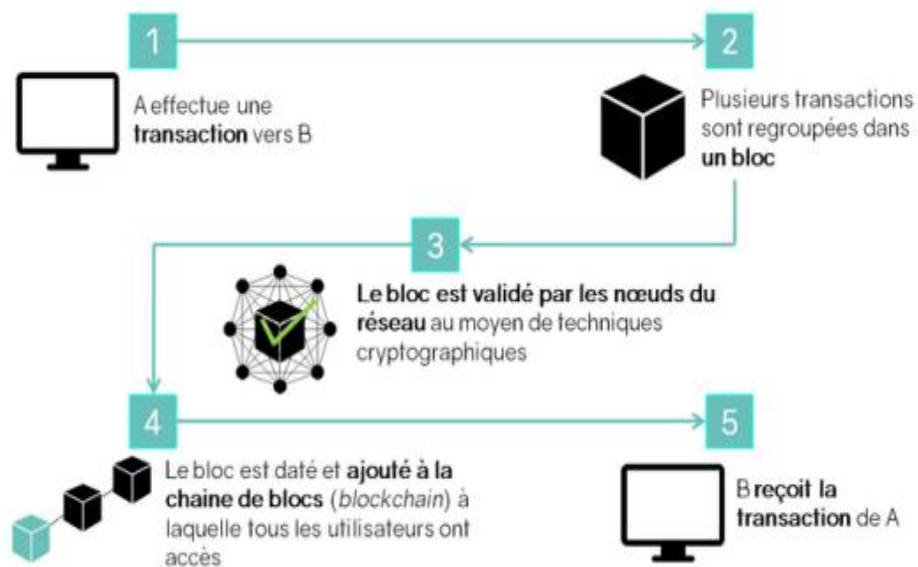 1
A effectue une
transaction vers B
2
Plusieurs transactions
sont regroupées dans
un bloc
3
Le bloc est validé par les nœuds du
réseau au moyen de techniques
cryptographiques
4
Le bloc est daté et ajouté à la
chaine de blocs (blockchain) à
laquelle tous les utilisateurs ont
accès
5
B reçoit la
transaction de A